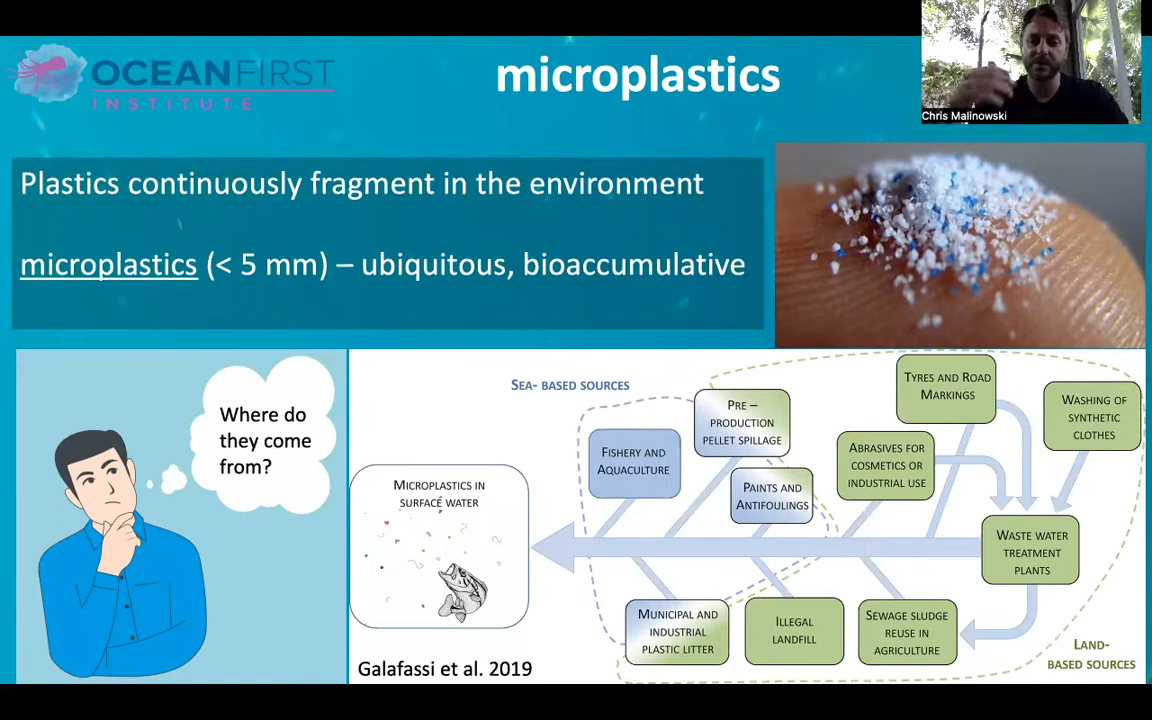 OCEANFIRST
INSTITUTE
microplastics
Chris Malinowski
Plastics continuously fragment in the environment
microplastics (< 5 mm) – ubiquitous, bioaccumulative
Where do
they come
from?
SEA- BASED SOURCES
PRE –
PRODUCTION
PELLET SPILLAGE
TYRES AND ROAD
MARKINGS
WASHING OF
SYNTHETIC
CLOTHES
FISHERY AND
AQUACULTURE
ABRASIVES FOR
COSMETICS OR
INDUSTRIAL USE
PAINTS AND
ANTIFOULINGS
MICROPLASTICS IN
SURFACE WATER
WASTE WATER
TREATMENT
PLANTS
MUNICIPAL AND
INDUSTRIAL
PLASTIC LITTER
ILLEGAL
LANDFILL
SEWAGE SLUDGE
REUSE IN
AGRICULTURE
LAND-
BASED SOURCES
Galafassi et al. 2019